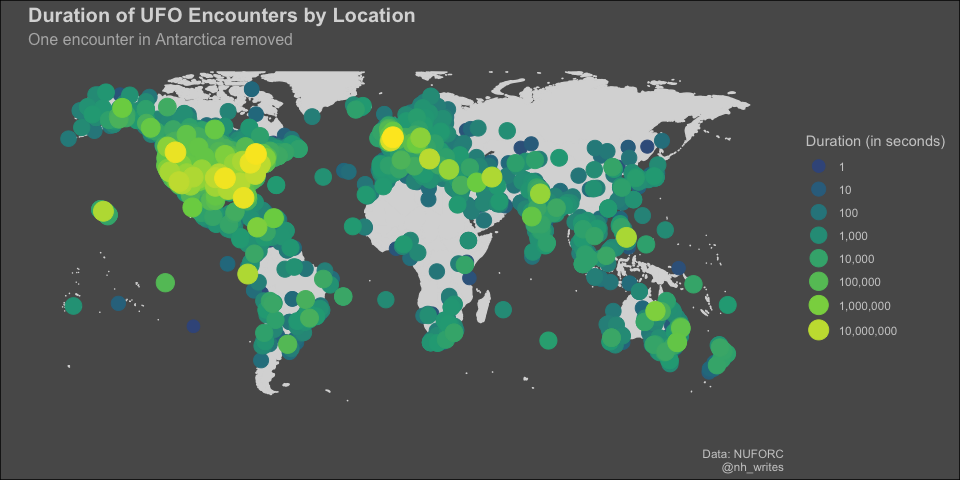 Duration of UFO Encounters by Location
One encounter in Antarctica removed
Duration (in seconds)
1
10
100
1,000
10,000
100,000
1,000,000
10,000,000
Data: NUFORC
@nh_writes